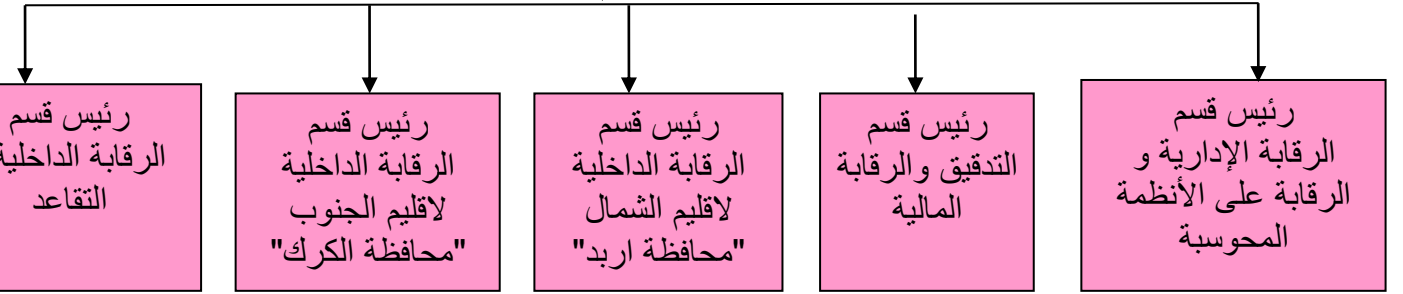 رئيس قسم
الرقابة الإدارية و
الرقابة على الأنظمة
المحوسبة
رئيس قسم
التدقيق والرقابة
المالية
رئيس قسم
الرقابة الداخلية
لاقليم الشمال
"محافظة اربد"
رئيس قسم
الرقابة الداخلية
لاقليم الجنوب
"محافظة الكرك"
رئيس قسم
الرقابة الداخلية
التقاعد